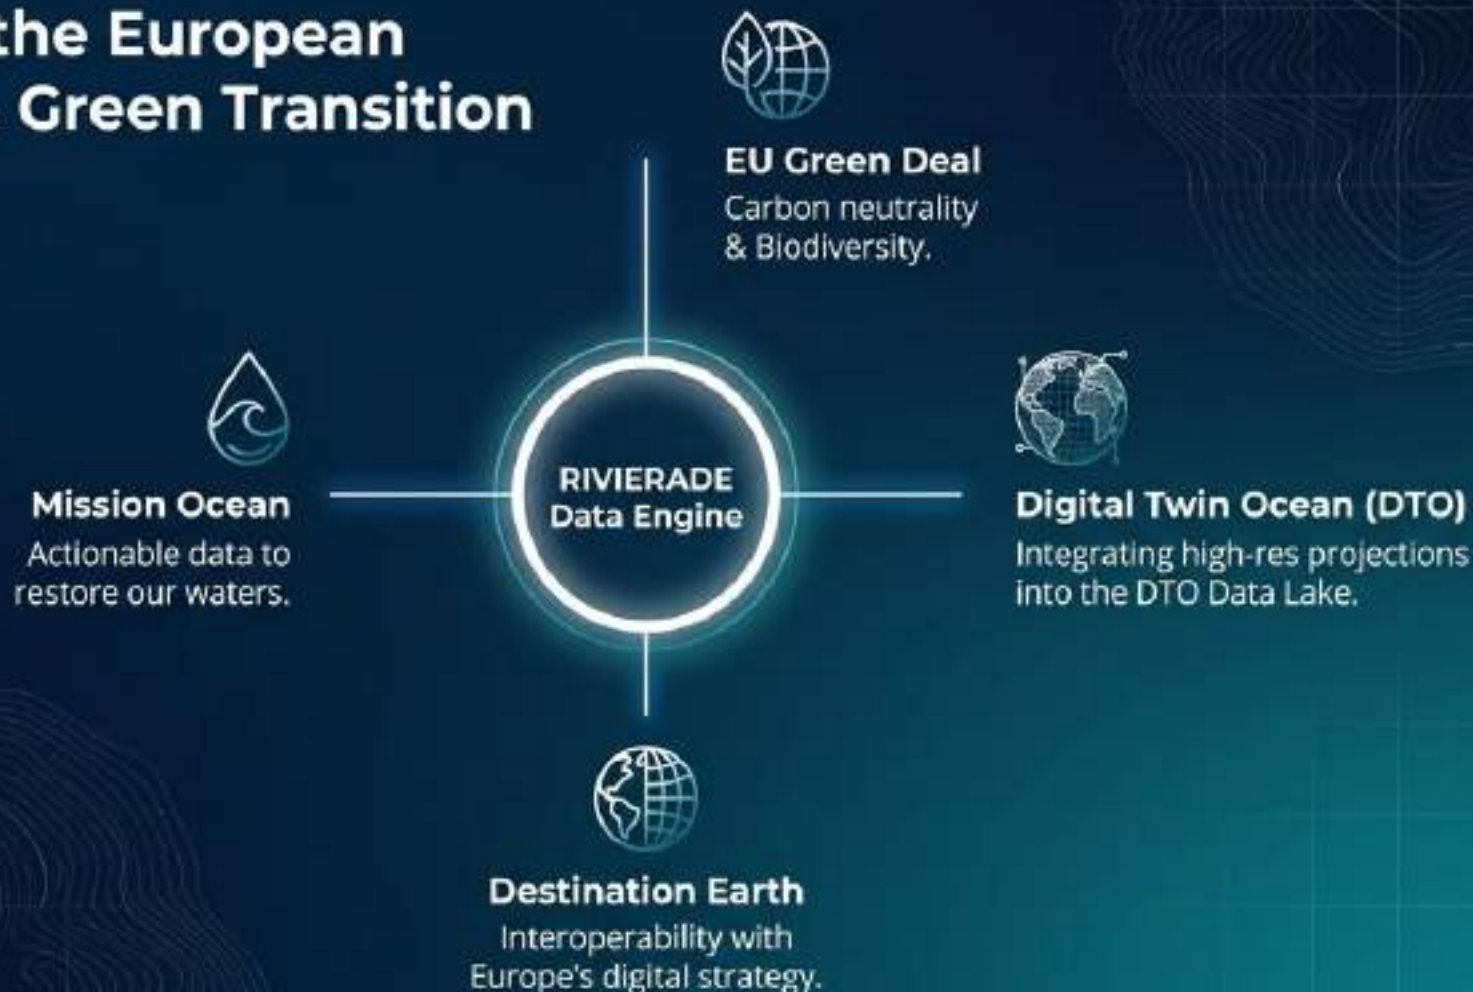 the European
Green Transition
EU Green Deal
Carbon neutrality
& Biodiversity.
Mission Ocean
Actionable data to
restore our waters.
RIVIERADE
Data Engine
Digital Twin Ocean (DTO)
Integrating high-res projections
into the DTO Data Lake.
Destination Earth
Interoperability with
Europe's digital strategy.